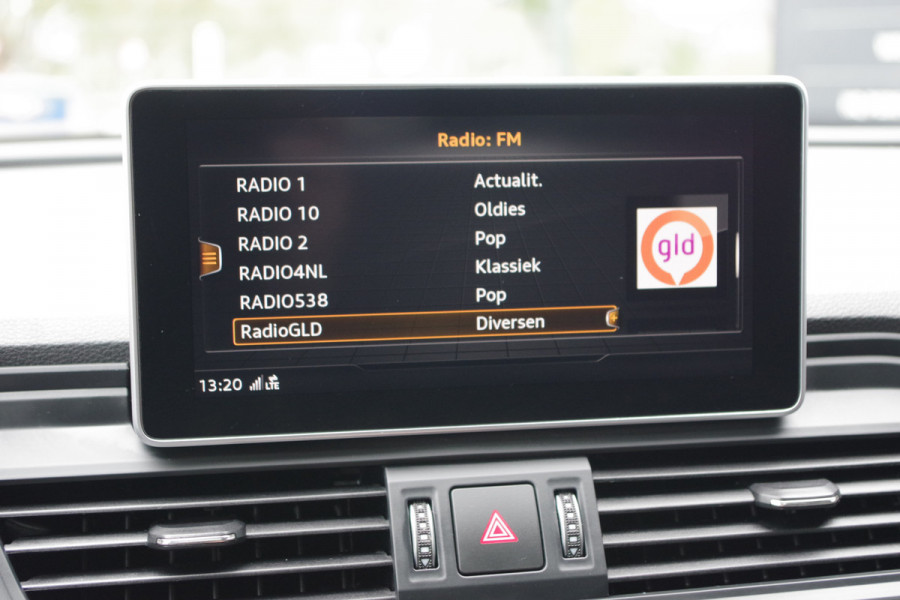 Radio: FM
RADIO 1 Actualit.
RADIO 10 Oldies
RADIO 2 Pop
RADIO4NL Klassiek
RADIO538 Pop
RadioGLD Diversen
gld
13:20 LTE